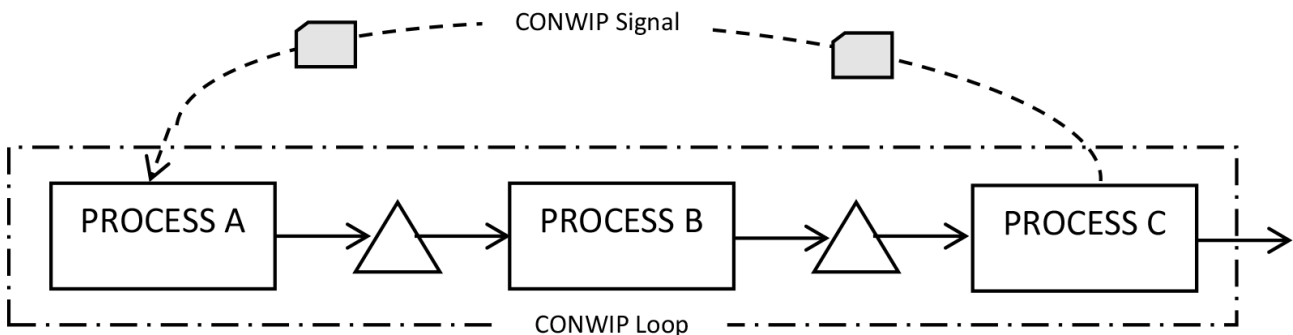 CONWIP Signal
PROCESS A
PROCESS B
PROCESS C
CONWIP Loop